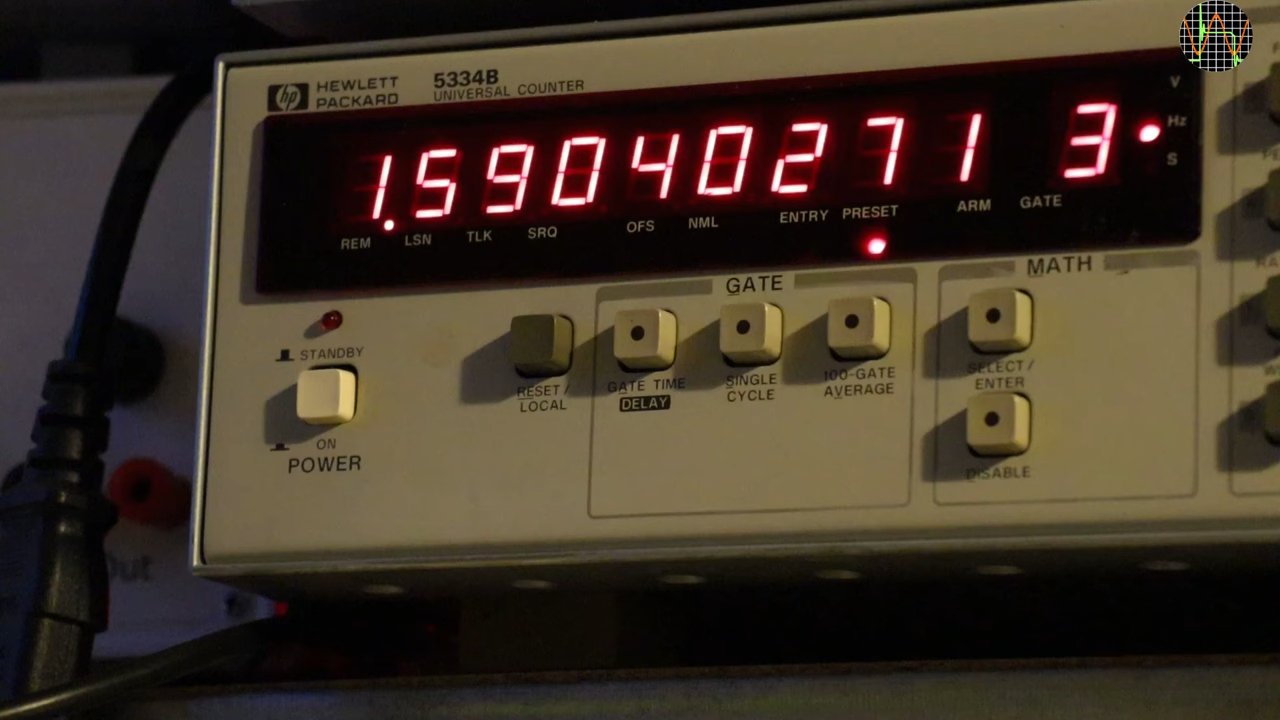 hp HEWLETT PACKARD 5334B
UNIVERSAL COUNTER
1.59040271 3
V
Hz
S
REM LSN TLK SRQ OFS NML ENTRY PRESET ARM GATE
GATE
MATH
STANDBY
RESET/
LOCAL
GATE TIME
DELAY
SINGLE
CYCLE
100-GATE
AVERAGE
SELECT/
ENTER
ON
POWER
DISABLE
Out